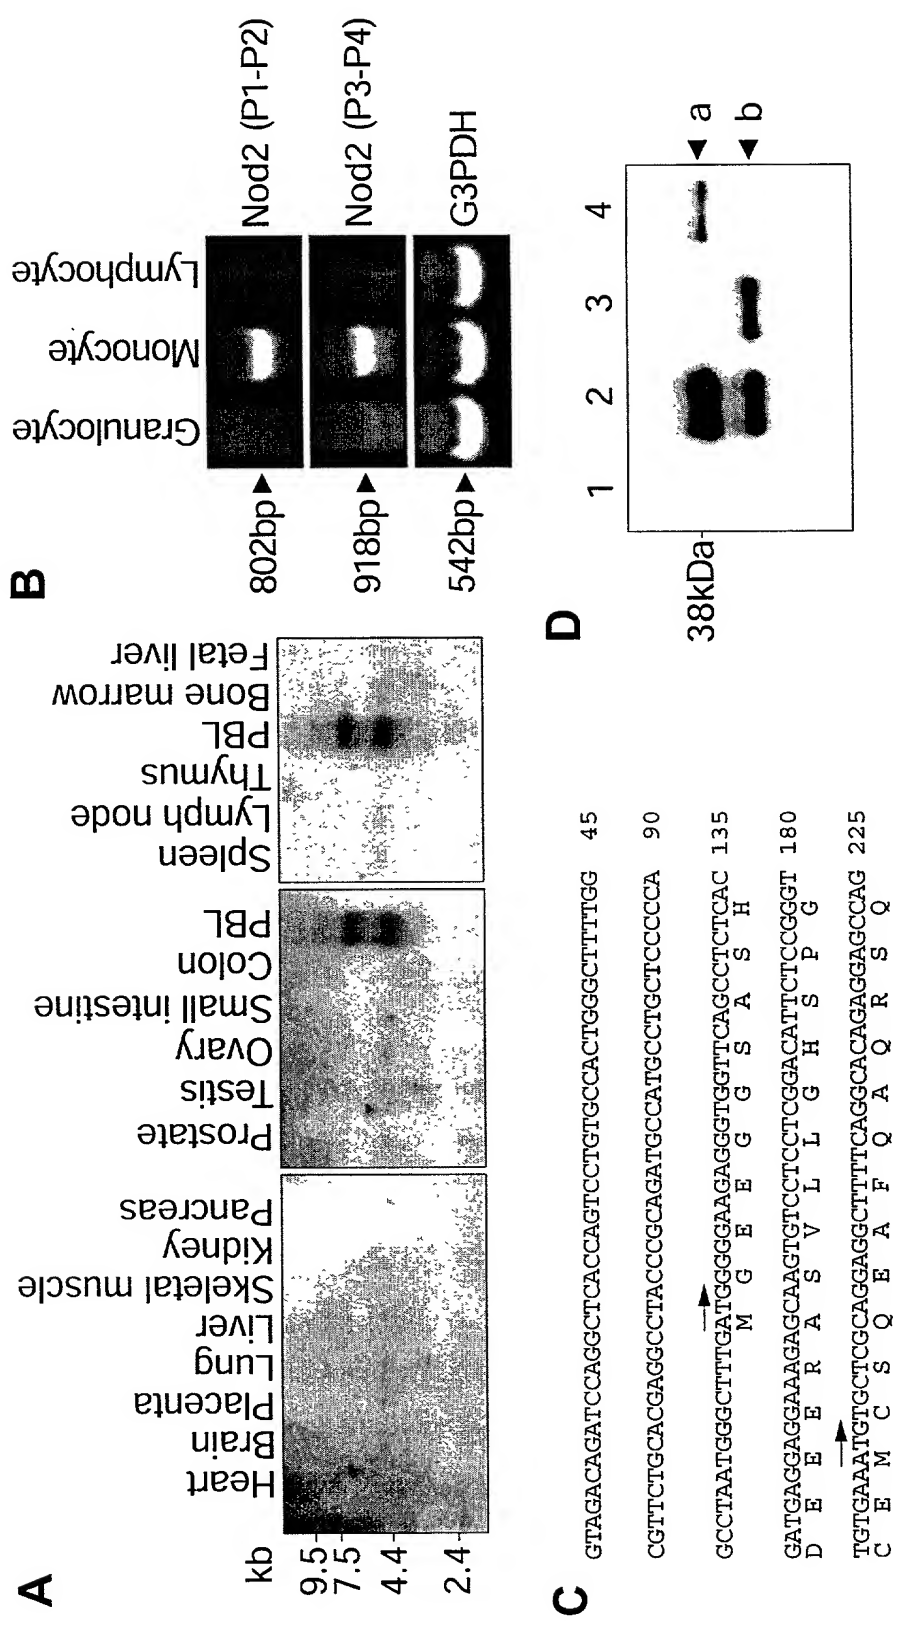 A
kb
9.5
7.5
4.4
2.4
Heart
Brain
Placenta
Lung
Liver
Skeletal muscle
Kidney
Pancreas
Prostate
Testis
Ovary
Small intestine
Colon
PBL
Spleen
Lymph node
Thymus
PBL
Bone marrow
Fetal liver
B
Granulocyte
Monocyte
Lymphocyte
802bp Nod2 (P1-P2)
918bp Nod2 (P3-P4)
542bp G3PDH
C
GTAGACAGATCCAGGCTCACCAGTCCTGTGCCACTGGGCTTTTGG 45
CGTTCTGCACGAGGCCTACCCGCAGATGCCATGCCTGCTCCCCCA 90
GCCTAATGGGCTTTGATGGGGGAAGAGGGTGGTTCAGCCTCTCAC 135
M G E E G G S A S H
GATGAGGAGGAAAGAGCAAGTGTCCTCCTCGGACATTCTCCGGGT 180
D E E E R A S V L L G H S P G
TGTGAAATGTGCTCGCAGGAGGCTTTTCAGGCACAGAGGAGCCAG 225
C E M C S Q E A F Q A Q R S Q
D
1 2 3 4
38kDa
a
b